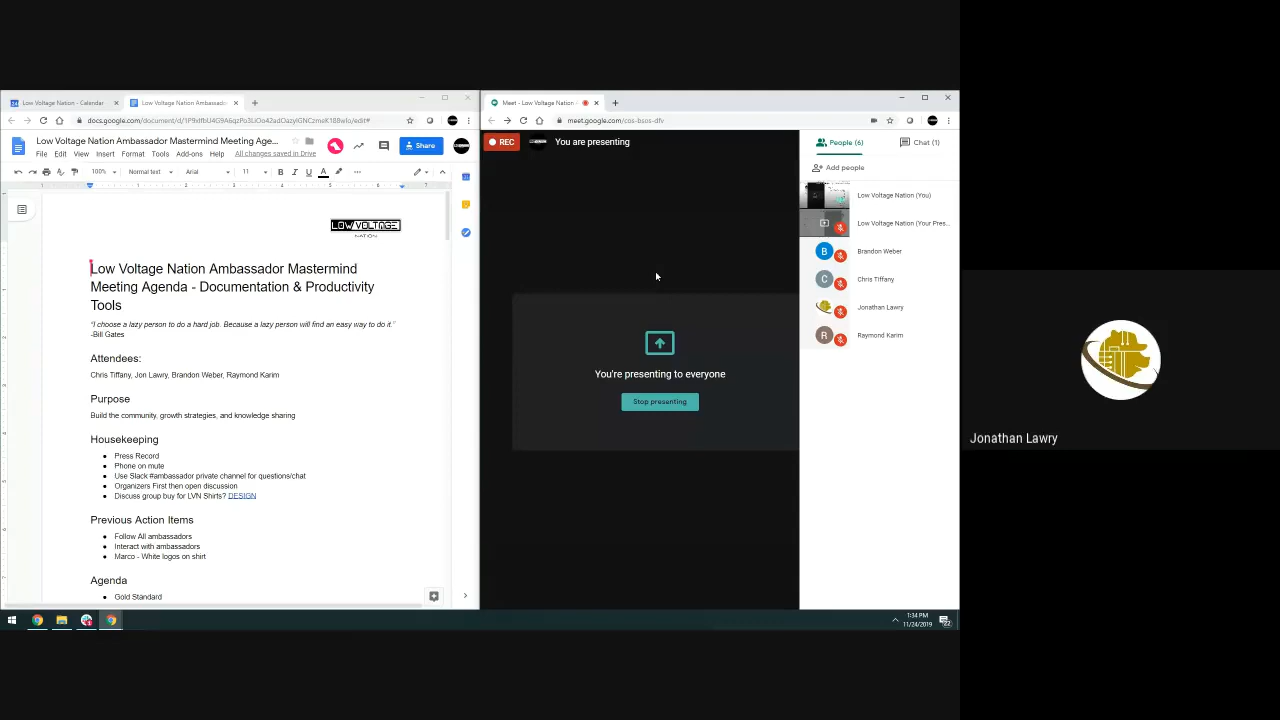 Low Voltage Nation - Calendar
Low Voltage Nation Ambassado
Meet - Low Voltage Nation -
meet.google.com/cos-bsos-dfv
Low Voltage Nation Ambassador Mastermind Meeting Age...
Share
File Edit View Insert Format Tools Add-ons Help All changes saved in Drive
100% Normal text Arial 11 B I U A
LOW VOLTAGE
NATION
Low Voltage Nation Ambassador Mastermind
Meeting Agenda - Documentation & Productivity
Tools
"I choose a lazy person to do a hard job. Because a lazy person will find an easy way to do it."
-Bill Gates
Attendees:
Chris Tiffany, Jon Lawry, Brandon Weber, Raymond Karim
Purpose
Build the community, growth strategies, and knowledge sharing
Housekeeping
Press Record
Phone on mute
Use Slack #ambassador private channel for questions/chat
Organizers First then open discussion
Discuss group buy for LVN Shirts? DESIGN
Previous Action Items
Follow All ambassadors
Interact with ambassadors
Marco - White logos on shirt
Agenda
Gold Standard
REC
You are presenting
You're presenting to everyone
Stop presenting
People (6)
Chat (1)
Add people
Low Voltage Nation (You)
Low Voltage Nation (Your Pres...
B Brandon Weber
C Chris Tiffany
Jonathan Lawry
R Raymond Karim
1:34 PM
11/24/2019
Jonathan Lawry